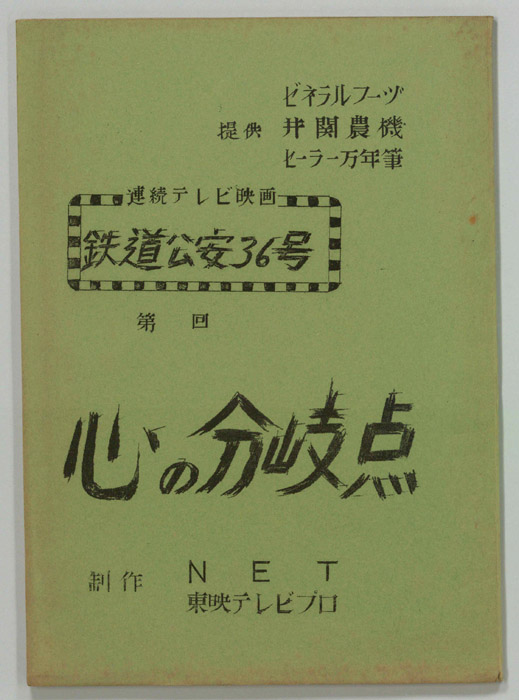 ゼネラルフーヅ
提供 井関農機
セーラー万年筆
連続テレビ映画
鉄道公安36号
第 回
心の分岐点
制作 NET
東映テレビプロ